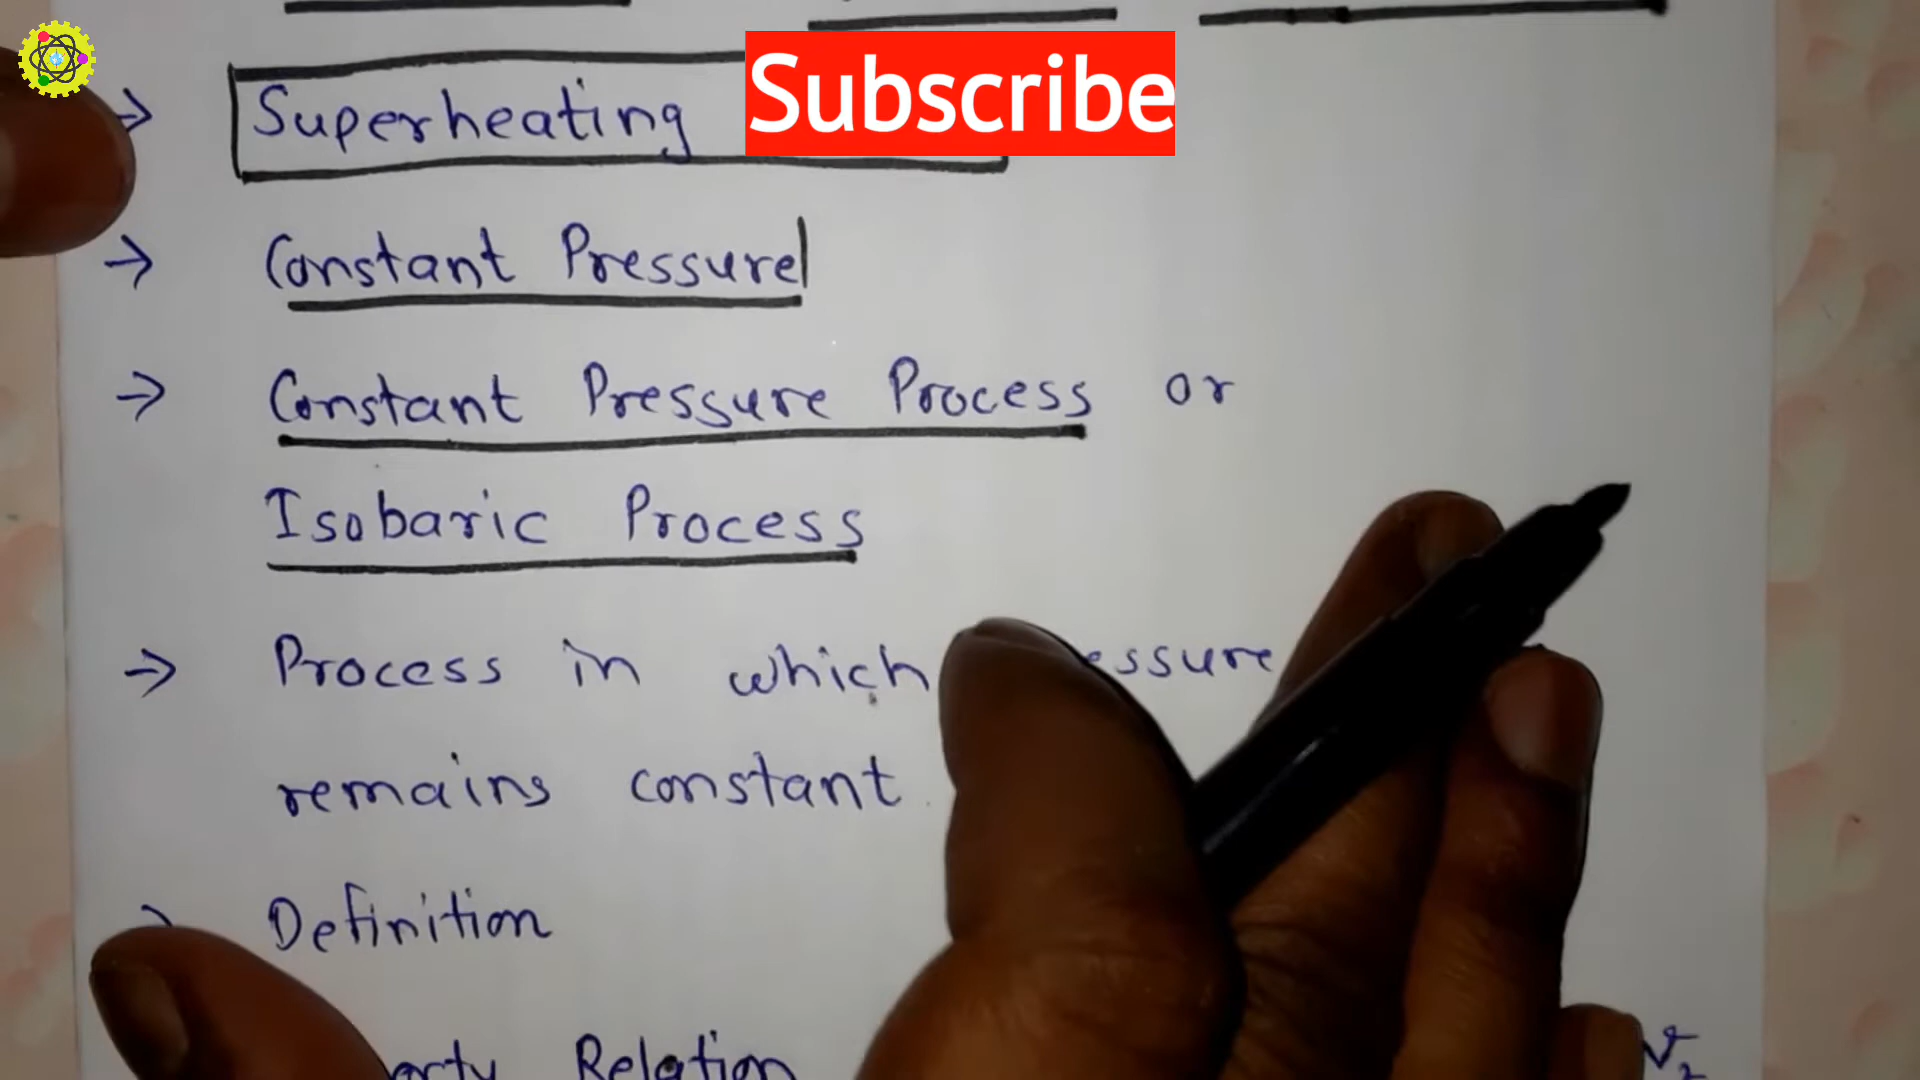 Subscribe
→ Superheating
→ Constant Pressure
→ Constant Pressure Process or
Isobaric Process
→ Process in which
remains constant
→ Definition
Relation